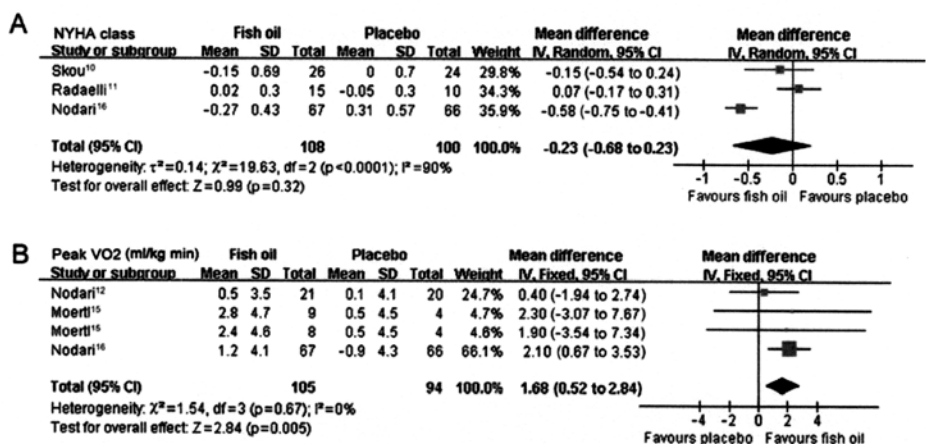 A
NYHA class Fish oil Placebo Mean difference Mean difference
Study or subgroup Mean SD Total Mean SD Total Weight IV, Random, 95% CI IV, Random, 95% CI
Skou¹⁰ -0.15 0.69 26 0 0.7 24 29.8% -0.15 (-0.54 to 0.24)
Radaelli¹¹ 0.02 0.3 15 -0.05 0.3 10 34.3% 0.07 (-0.17 to 0.31)
Nodari¹⁶ -0.27 0.43 67 0.31 0.57 66 35.9% -0.58 (-0.75 to -0.41)
Total (95% CI) 108 100 100.0% -0.23 (-0.68 to 0.23)
Heterogeneity: τ²=0.14; χ²=19.63, df=2 (p<0.0001); I²=90%
Test for overall effect: Z=0.99 (p=0.32)
-1 -0.5 0 0.5 1
Favours fish oil Favours placebo
B
Peak VO2 (ml/kg min) Fish oil Placebo Mean difference Mean difference
Study or subgroup Mean SD Total Mean SD Total Weight IV, Fixed, 95% CI IV, Fixed, 95% CI
Nodari¹² 0.5 3.5 21 0.1 4.1 20 24.7% 0.40 (-1.94 to 2.74)
Moertl¹⁵ 2.8 4.7 9 0.5 4.5 4 4.7% 2.30 (-3.07 to 7.67)
Moertl¹⁵ 2.4 4.6 8 0.5 4.5 4 4.6% 1.90 (-3.54 to 7.34)
Nodari¹⁶ 1.2 4.1 67 -0.9 4.3 66 66.1% 2.10 (0.67 to 3.53)
Total (95% CI) 105 94 100.0% 1.68 (0.52 to 2.84)
Heterogeneity: χ²=1.54, df=3 (p=0.67); I²=0%
Test for overall effect: Z=2.84 (p=0.005)
-4 -2 0 2 4
Favours placebo Favours fish oil